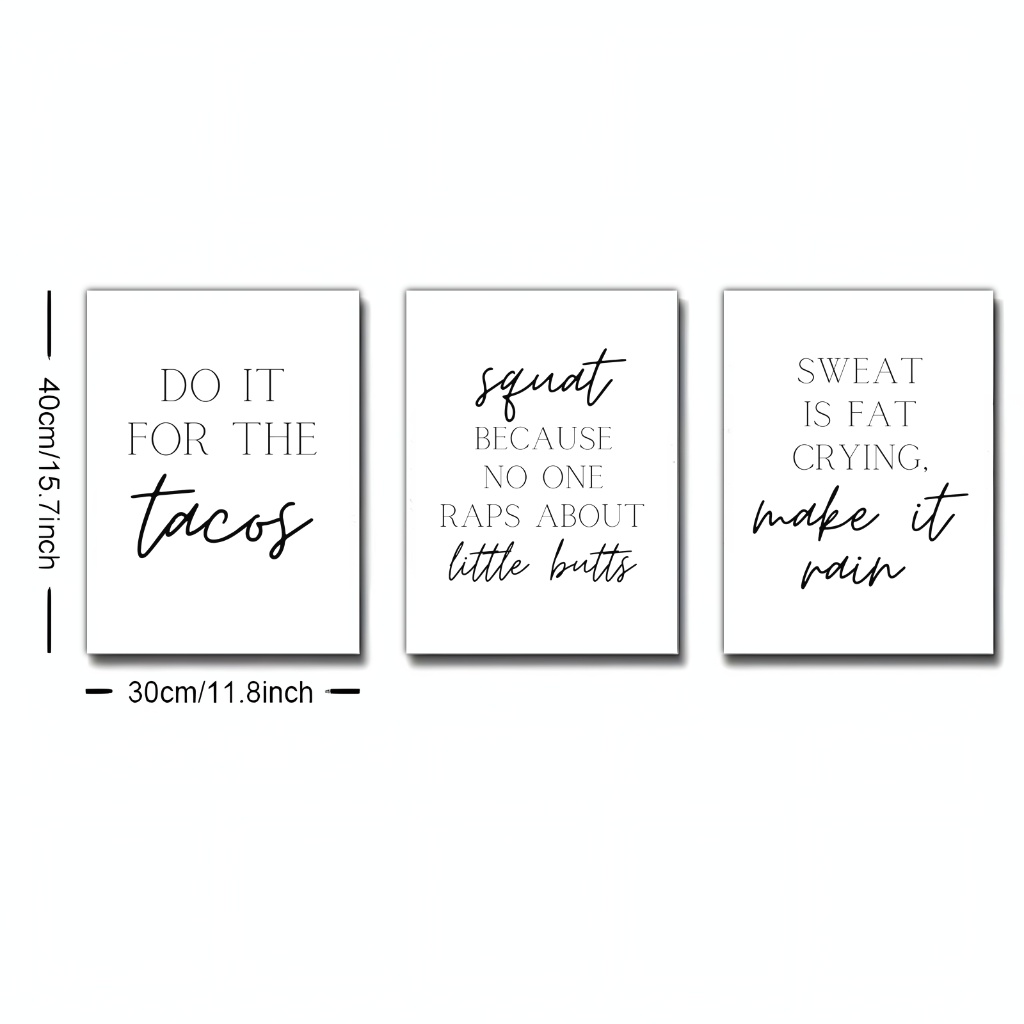 40cm/15.7inch
DO IT
FOR THE
tacos
30cm/11.8inch
squat
BECAUSE
NO ONE
RAPS ABOUT
little butts
SWEAT
IS FAT
CRYING,
make it
rain